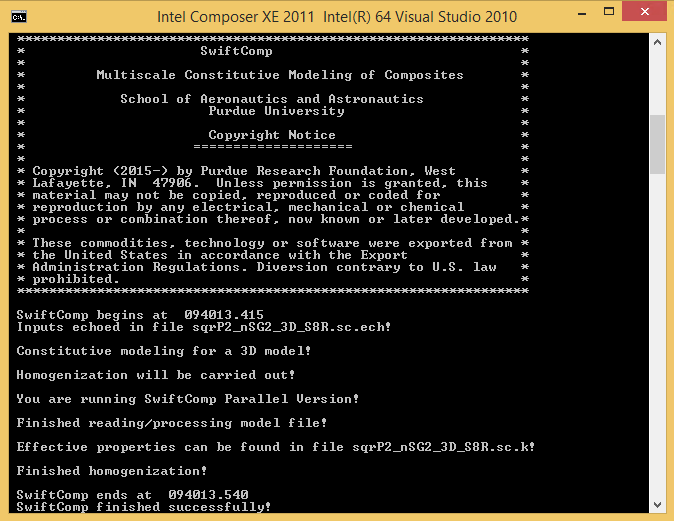 Intel Composer XE 2011  Intel(R) 64 Visual Studio 2010
C:\.
*****************************************************************
*                      SwiftComp                                *
*                                                               *
*         Multiscale Constitutive Modeling of Composites        *
*                                                               *
*            School of Aeronautics and Astronautics             *
*                       Purdue University                       *
*                                                               *
*                       Copyright Notice                        *
*                     ====================                      *
*                                                               *
* Copyright (2015-) by Purdue Research Foundation, West         *
* Lafayette, IN  47906.  Unless permission is granted, this     *
* material may not be copied, reproduced or coded for           *
* reproduction by any electrical, mechanical or chemical        *
* process or combination thereof, now known or later developed.*
*                                                               *
* These commodities, technology or software were exported from *
* the United States in accordance with the Export               *
* Administration Regulations. Diversion contrary to U.S. law    *
* prohibited.                                                   *
*****************************************************************
SwiftComp begins at  094013.415
Inputs echoed in file sqrP2_nSG2_3D_S8R.sc.ech!
Constitutive modeling for a 3D model!
Homogenization will be carried out!
You are running SwiftComp Parallel Version!
Finished reading/processing model file!
Effective properties can be found in file sqrP2_nSG2_3D_S8R.sc.k!
Finished homogenization!
SwiftComp ends at  094013.540
SwiftComp finished successfully!